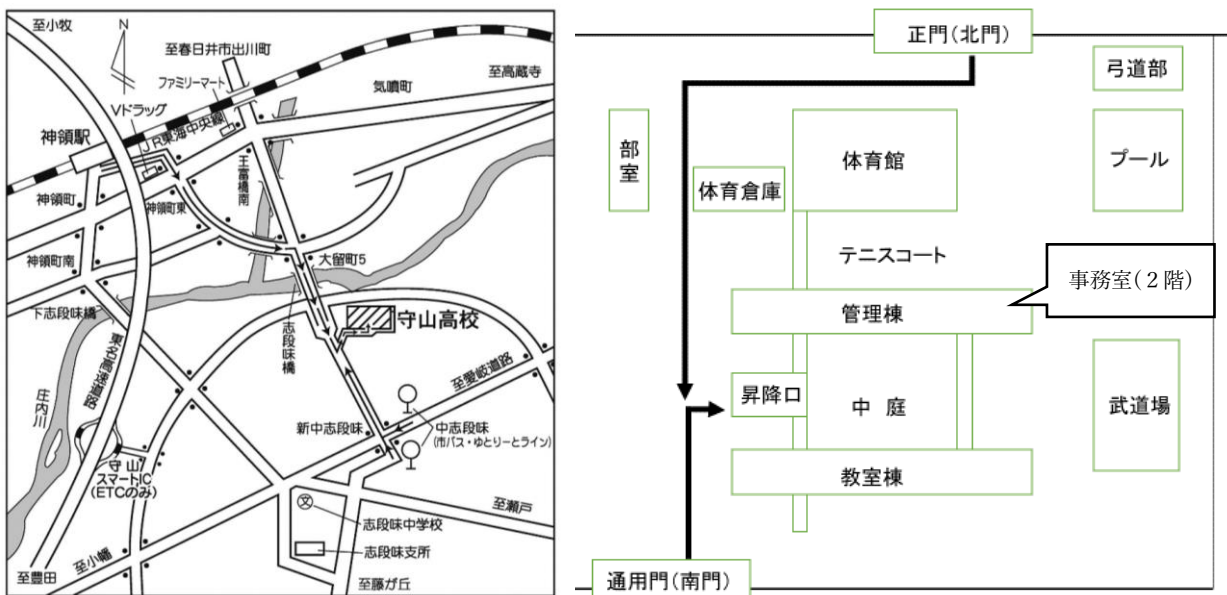 至小牧
N
至春日井市出川町
ファミリーマート
至高蔵寺
気噴町
Vドラッグ
神領駅
JR東海中央線
王冨橋南
神領町
神領町東
神領町南
大留町5
下志段味橋
志段味橋
守山高校
東名高速道路
庄内川
至愛岐道路
新中志段味
中志段味
(市バス・ゆとりーとライン)
守山
スマートIC
(ETCのみ)
文
志段味中学校
至瀬戸
志段味支所
至小幡
至豊田
至藤が丘
正門(北門)
弓道部
部室
体育館
プール
体育倉庫
テニスコート
事務室(2階)
管理棟
昇降口
中庭
武道場
教室棟
通用門(南門)